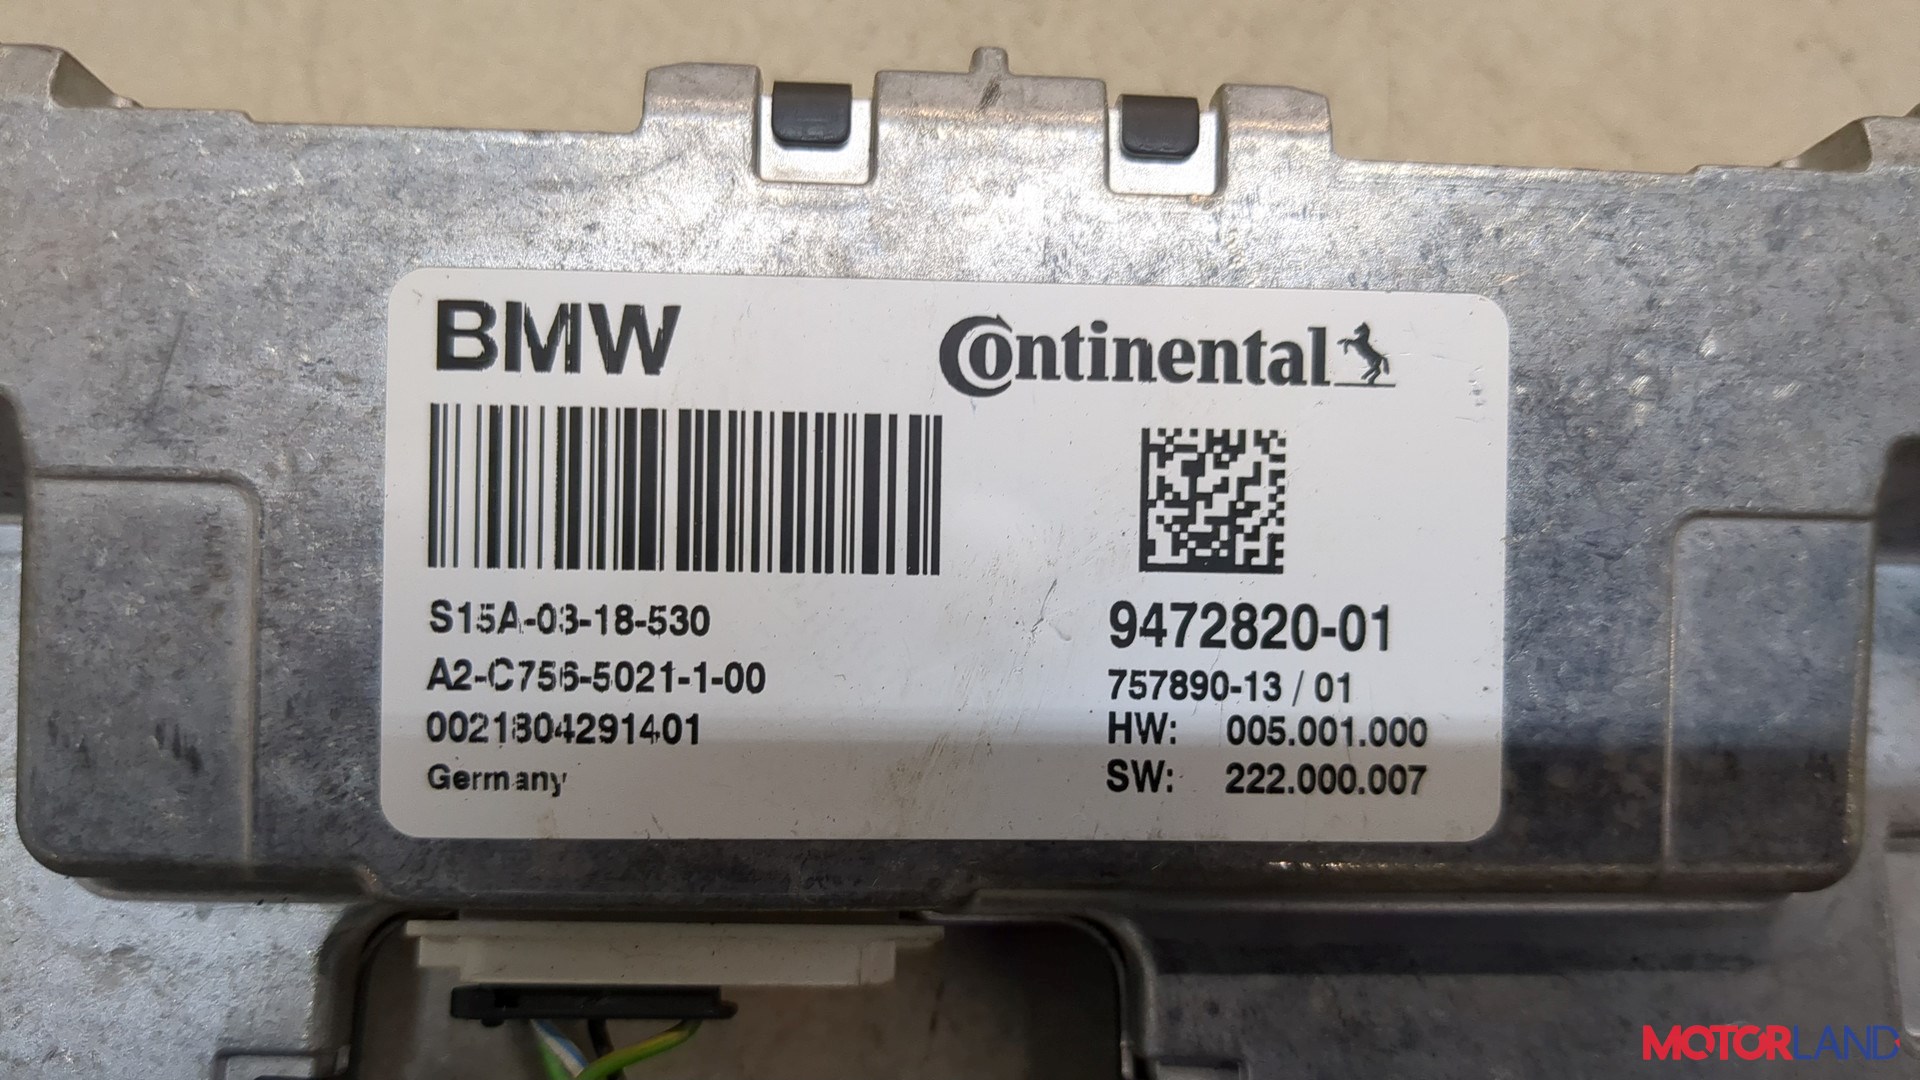 BMW
Continental
S15A-03-18-530
A2-C756-5021-1-00
0021804291401
Germany
9472820-01
757890-13 / 01
HW: 005.001.000
SW: 222.000.007
MOTORLAND